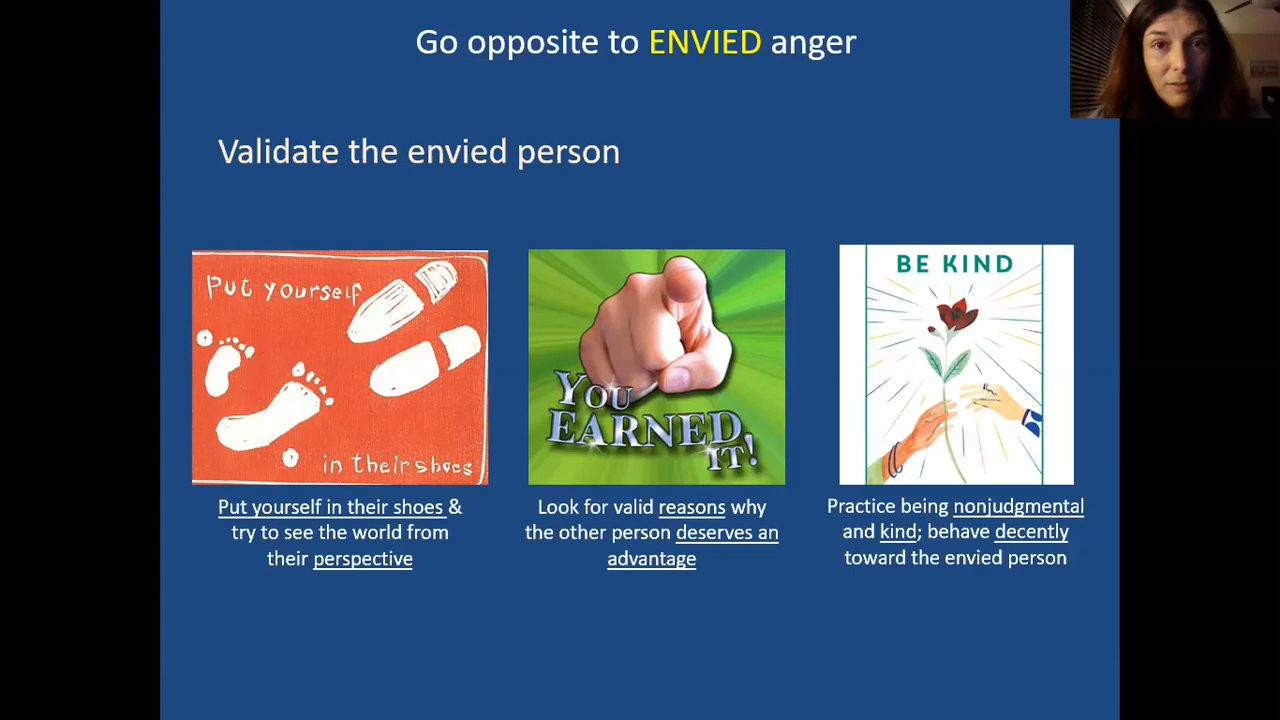 Go opposite to ENVIED anger
Validate the envied person
Put yourself
in their shoes
Put yourself in their shoes &
try to see the world from
their perspective
YOU
EARNED
IT!
Look for valid reasons why
the other person deserves an
advantage
BE KIND
Practice being nonjudgmental
and kind; behave decently
toward the envied person